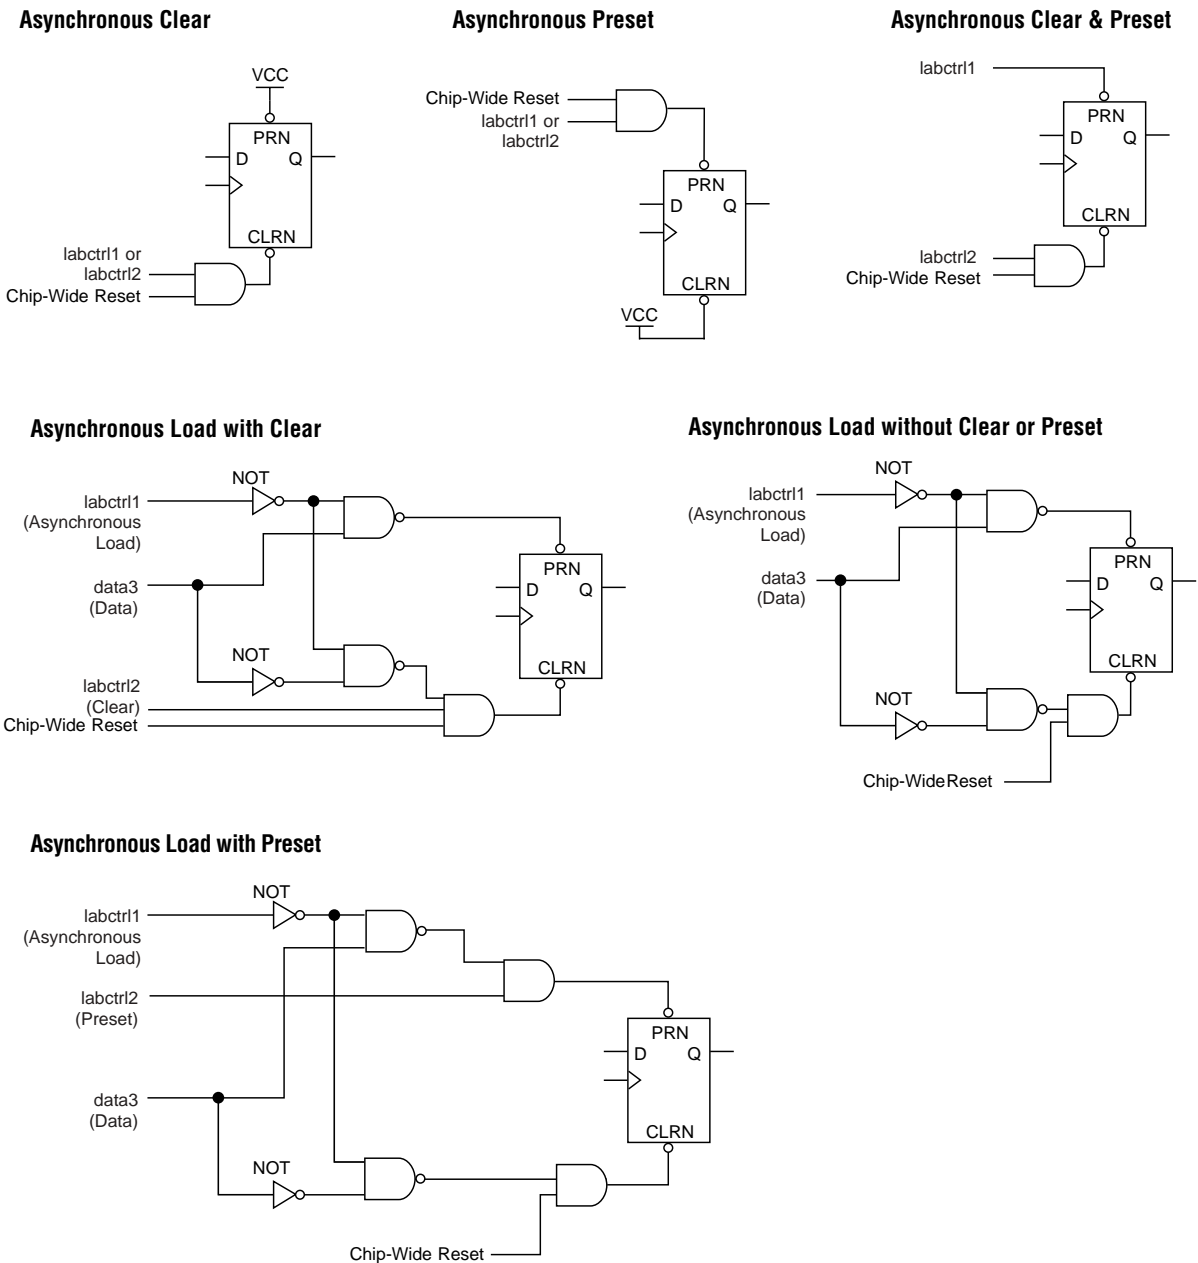 Asynchronous Clear
VCC
PRN
D
Q
CLRN
labctrl1 or
labctrl2
Chip-Wide Reset
Asynchronous Preset
Chip-Wide Reset
labctrl1 or
labctrl2
PRN
D
Q
CLRN
VCC
Asynchronous Clear & Preset
labctrl1
PRN
D
Q
CLRN
labctrl2
Chip-Wide Reset
Asynchronous Load with Clear
NOT
labctrl1
(Asynchronous
Load)
PRN
D
Q
data3
(Data)
NOT
CLRN
labctrl2
(Clear)
Chip-Wide Reset
Asynchronous Load without Clear or Preset
NOT
labctrl1
(Asynchronous
Load)
PRN
D
Q
data3
(Data)
CLRN
NOT
Chip-WideReset
Asynchronous Load with Preset
NOT
labctrl1
(Asynchronous
Load)
labctrl2
(Preset)
PRN
D
Q
data3
(Data)
CLRN
NOT
Chip-Wide Reset